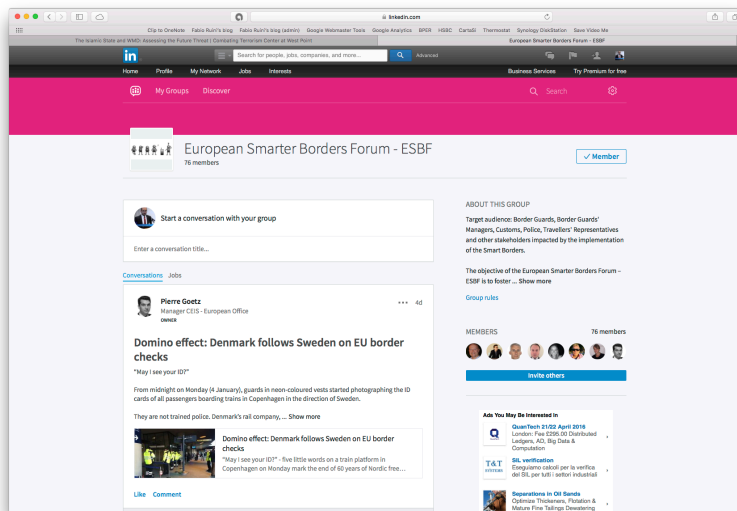 linkedin.com
Clip to OneNote Fabio Ruini's blog Fabio Ruini's blog (admin) Google Webmaster Tools Google Analytics BPER HSBC CartaSi Thermostat Synology DiskStation Save Video Me
The Islamic State and WMD: Assessing the Future Threat | Combating Terrorism Center at West Point
European Smarter Borders Forum - ESBF
in
Search for people, jobs, companies, and more...
Advanced
Home Profile My Network Jobs Interests
Business Services Try Premium for free
My Groups Discover
Search
European Smarter Borders Forum - ESBF
76 members
Member
Start a conversation with your group
Enter a conversation title...
Conversations Jobs
Pierre Goetz
Manager CEIS - European Office
OWNER
4d
Domino effect: Denmark follows Sweden on EU border
checks
"May I see your ID?"
From midnight on Monday (4 January), guards in neon-coloured vests started photographing the ID
cards of all passengers boarding trains in Copenhagen in the direction of Sweden.
They are not trained police. Denmark's rail company, ... Show more
Domino effect: Denmark follows Sweden on EU border
checks
"May I see your ID?" - five little words on a train platform in
Copenhagen on Monday mark the end of 60 years of Nordic free…
Like Comment
ABOUT THIS GROUP
Target audience: Border Guards, Border Guards'
Managers, Customs, Police, Travellers' Representatives
and other stakeholders impacted by the implementation
of the Smart Borders.
The objective of the European Smarter Borders Forum –
ESBF is to foster ... Show more
Group rules
MEMBERS
76 members
Invite others
Ads You May Be Interested In
QuanTech 21/22 April 2016
London: Fee £295.00 Distributed
Ledgers, AO, Big Data &
Computation
T&T
SYSTEMS
SIL verification
Eseguiamo calcoli per la verifica
del SIL per tutti i settori industriali
Separations in Oil Sands
Optimize Thickeners, Flotation &
Mature Fine Tailings Dewatering